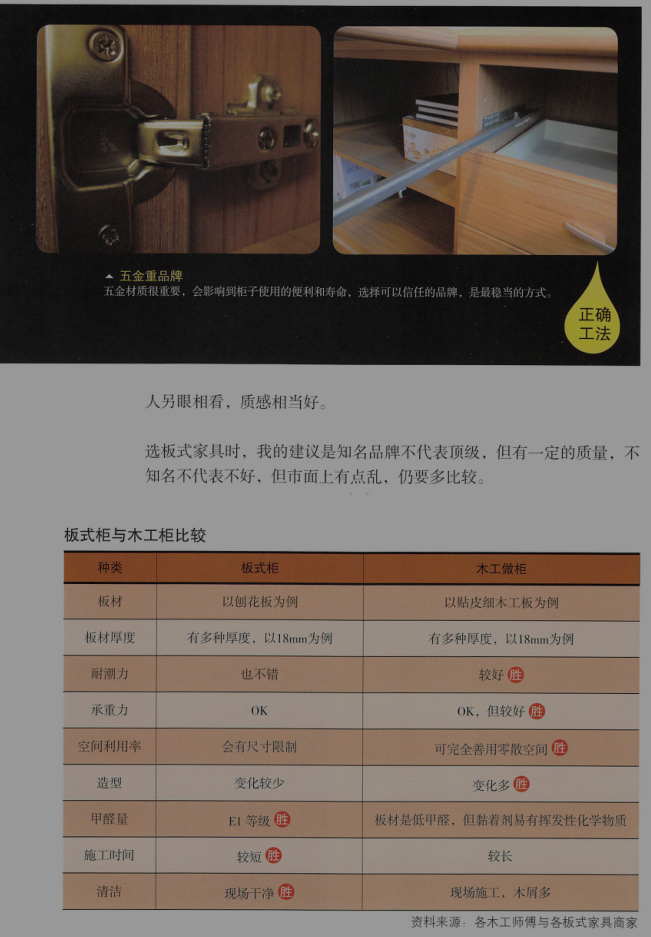 五金重品牌
五金材质很重要，会影响到柜子使用的便利和寿命，选择可以信任的品牌，是最稳当的方式。
正确
工法
人另眼相看，质感相当好。
选板式家具时，我的建议是知名品牌不代表顶级，但有一定的质量，不
知名不代表不好，但市面上有点乱，仍要多比较。
板式柜与木工柜比较
种类 板式柜 木工做柜
板材 以刨花板为例 以贴皮细木工板为例
板材厚度 有多种厚度，以18mm为例 有多种厚度，以18mm为例
耐潮力 也不错 较好 胜
承重力 OK OK，但较好 胜
空间利用率 会有尺寸限制 可完全善用零散空间 胜
造型 变化较少 变化多 胜
甲醛量 E1 等级 胜 板材是低甲醛，但黏着剂易有挥发性化学物质
施工时间 较短 胜 较长
清洁 现场干净 胜 现场施工，木屑多
资料来源：各木工师傅与各板式家具商家